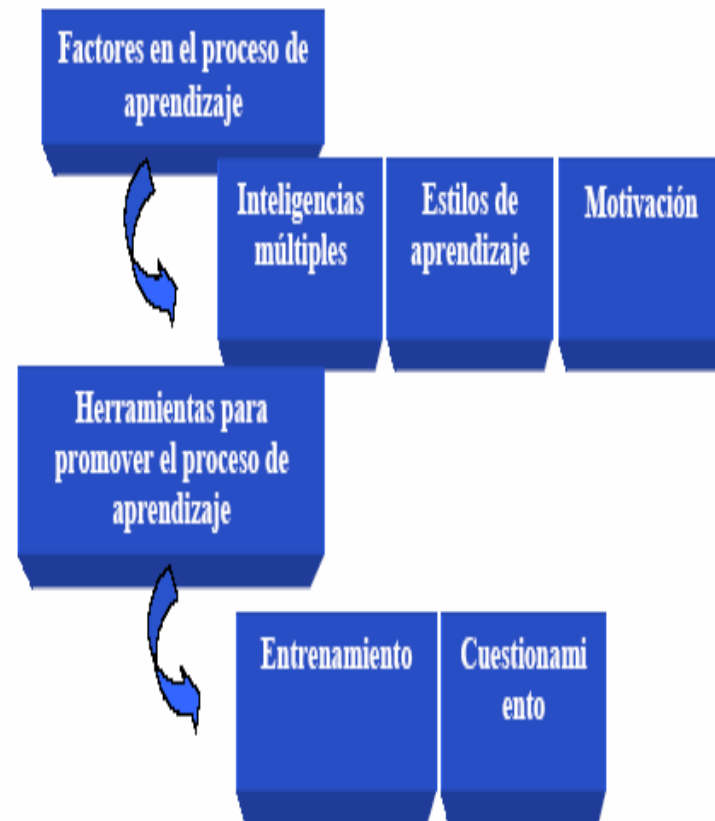 Factores en el proceso de
aprendizaje
Inteligencias
múltiples
Estilos de
aprendizaje
Motivación
Herramientas para
promover el proceso de
aprendizaje
Entrenamiento
Cuestionami
ento